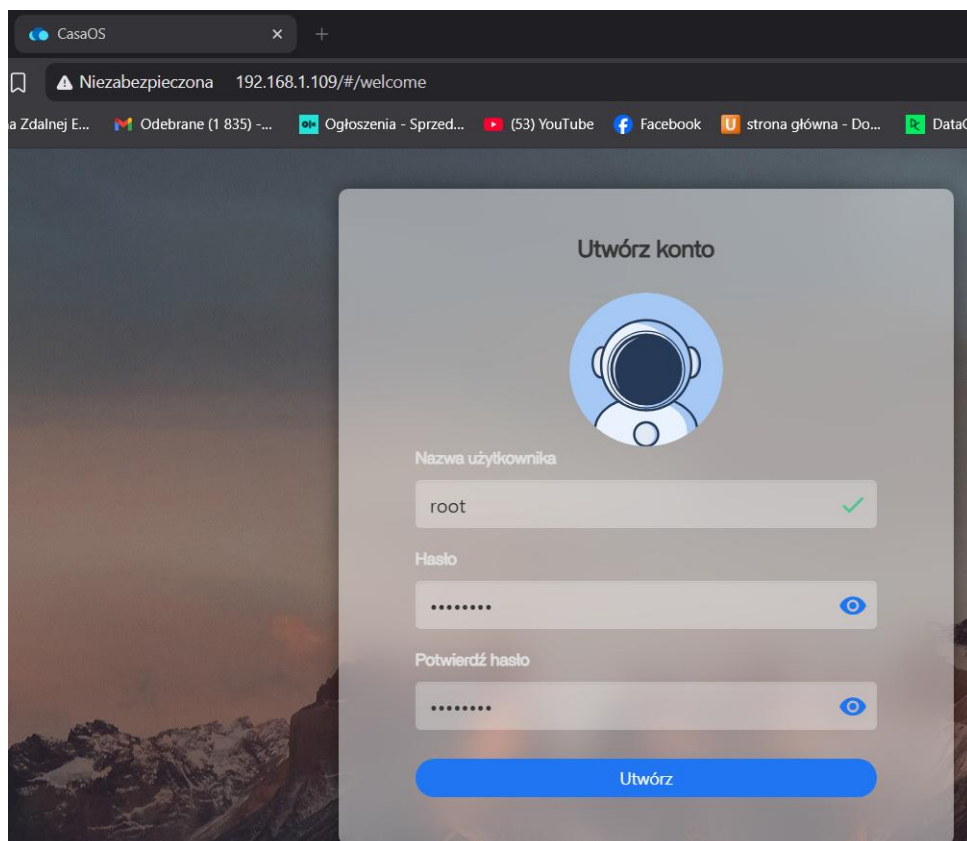 CasaOS
Niezabezpieczona 192.168.1.109/#/welcome
a Zdalnej E... Odebrane (1 835) -... Ogłoszenia - Sprzed... (53) YouTube Facebook strona główna - Do... Data
Utwórz konto
Nazwa użytkownika
root
Hasło
••••••••
Potwierdź hasło
••••••••
Utwórz